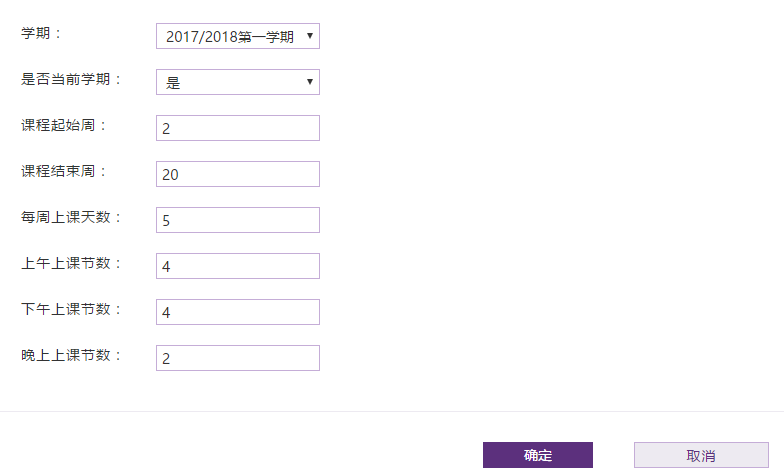 学期：
2017/2018第一学期
是否当前学期：
是
课程起始周：
2
课程结束周：
20
每周上课天数：
5
上午上课节数：
4
下午上课节数：
4
晚上上课节数：
2
确定
取消